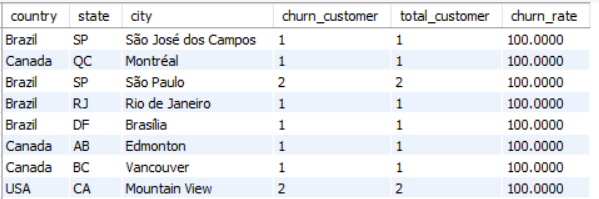 country state city churn_customer total_customer churn_rate
Brazil SP São José dos Campos 1 1 100.0000
Canada QC Montréal 1 1 100.0000
Brazil SP São Paulo 2 2 100.0000
Brazil RJ Rio de Janeiro 1 1 100.0000
Brazil DF Brasília 1 1 100.0000
Canada AB Edmonton 1 1 100.0000
Canada BC Vancouver 1 1 100.0000
USA CA Mountain View 2 2 100.0000